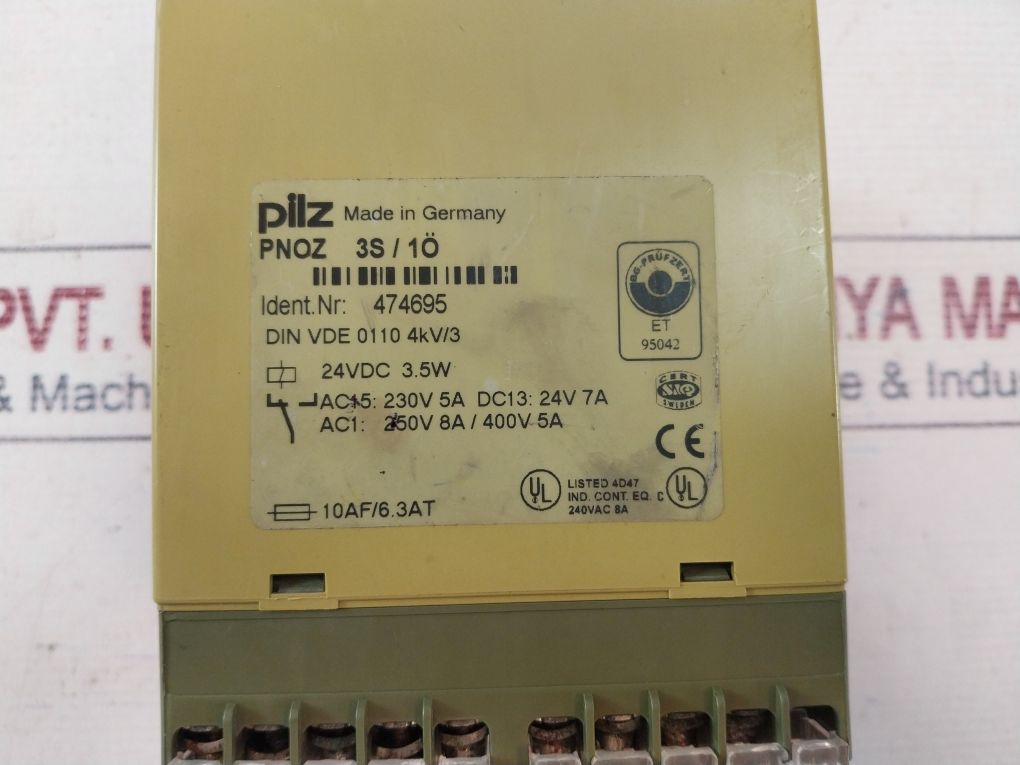 pilz Made in Germany
PNOZ 3S / 1Ö
Ident.Nr: 474695
DIN VDE 0110 4kV/3
24VDC 3.5W
AC15: 230V 5A DC13: 24V 7A
AC1: 250V 8A / 400V 5A
10AF/6.3AT
BG-PRÜFZERT
ET
95042
CERT
SWEDEN
CE
UL
LISTED 4D47
IND. CONT. EQ. C
240VAC 8A
UL
PVT.
& Mach
YA MA
& Indu